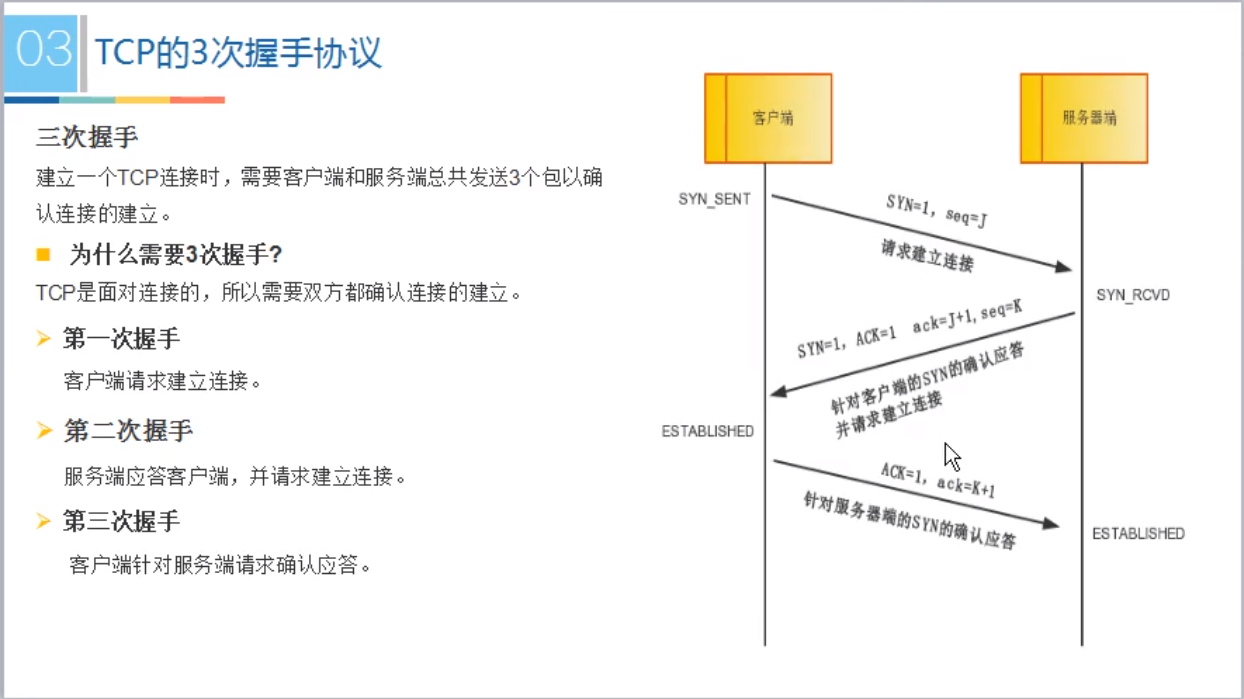 03 TCP的3次握手协议
三次握手
建立一个TCP连接时，需要客户端和服务端总共发送3个包以确
认连接的建立。
为什么需要3次握手?
TCP是面对连接的，所以需要双方都确认连接的建立。
第一次握手
客户端请求建立连接。
第二次握手
服务端应答客户端，并请求建立连接。
第三次握手
客户端针对服务端请求确认应答。
客户端
服务器端
SYN_SENT
SYN=1, seq=J
请求建立连接
SYN_RCVD
SYN=1, ACK=1 ack=J+1,seq=K
针对客户端的SYN的确认应答
并请求建立连接
ESTABLISHED
ACK=1, ack=K+1
针对服务器端的SYN的确认应答
ESTABLISHED